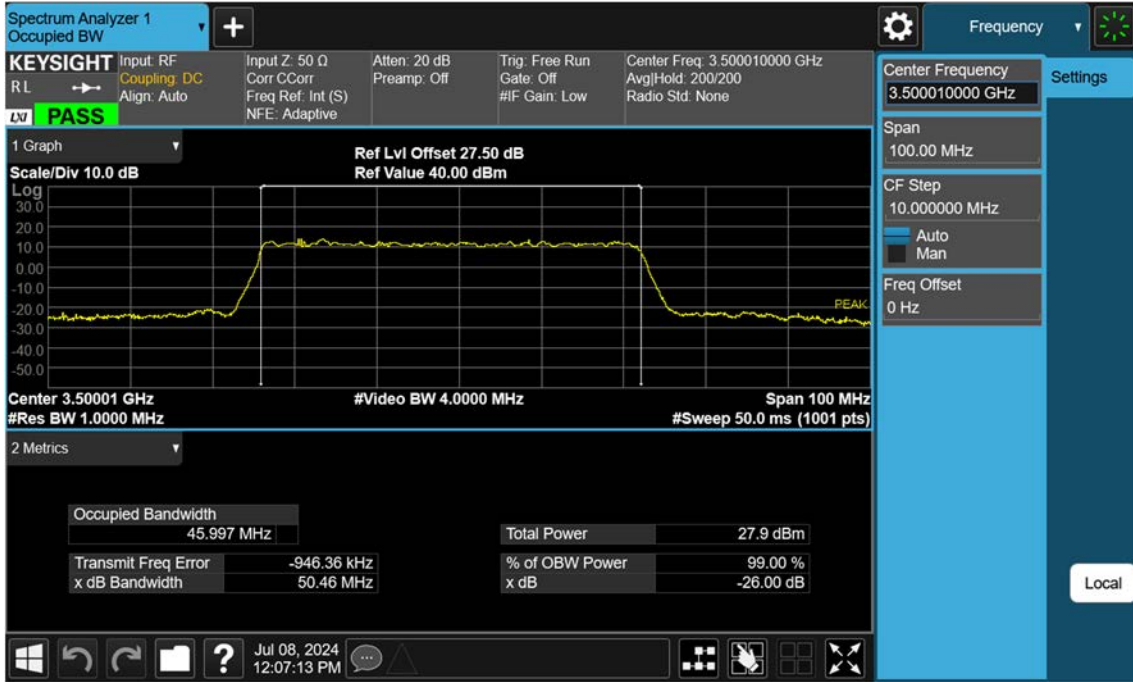 Spectrum Analyzer 1
Occupied BW
+
Frequency
KEYSIGHT
R L
LXI
PASS
Input: RF
Coupling: DC
Align: Auto
Input Z: 50 Ω
Corr CCorr
Freq Ref: Int (S)
NFE: Adaptive
Atten: 20 dB
Preamp: Off
Trig: Free Run
Gate: Off
#IF Gain: Low
Center Freq: 3.500010000 GHz
Avg|Hold: 200/200
Radio Std: None
Center Frequency
3.500010000 GHz
Settings
Span
100.00 MHz
CF Step
10.000000 MHz
Auto
Man
Freq Offset
0 Hz
Local
1 Graph
Scale/Div 10.0 dB
Ref Lvl Offset 27.50 dB
Ref Value 40.00 dBm
Log
30.0
20.0
10.0
0.00
-10.0
-20.0
-30.0
-40.0
-50.0
PEAK
Center 3.50001 GHz
#Video BW 4.0000 MHz
Span 100 MHz
#Res BW 1.0000 MHz
#Sweep 50.0 ms (1001 pts)
2 Metrics
Occupied Bandwidth
45.997 MHz
Total Power 27.9 dBm
Transmit Freq Error -946.36 kHz
% of OBW Power 99.00 %
x dB Bandwidth 50.46 MHz
x dB -26.00 dB
?
Jul 08, 2024
12:07:13 PM